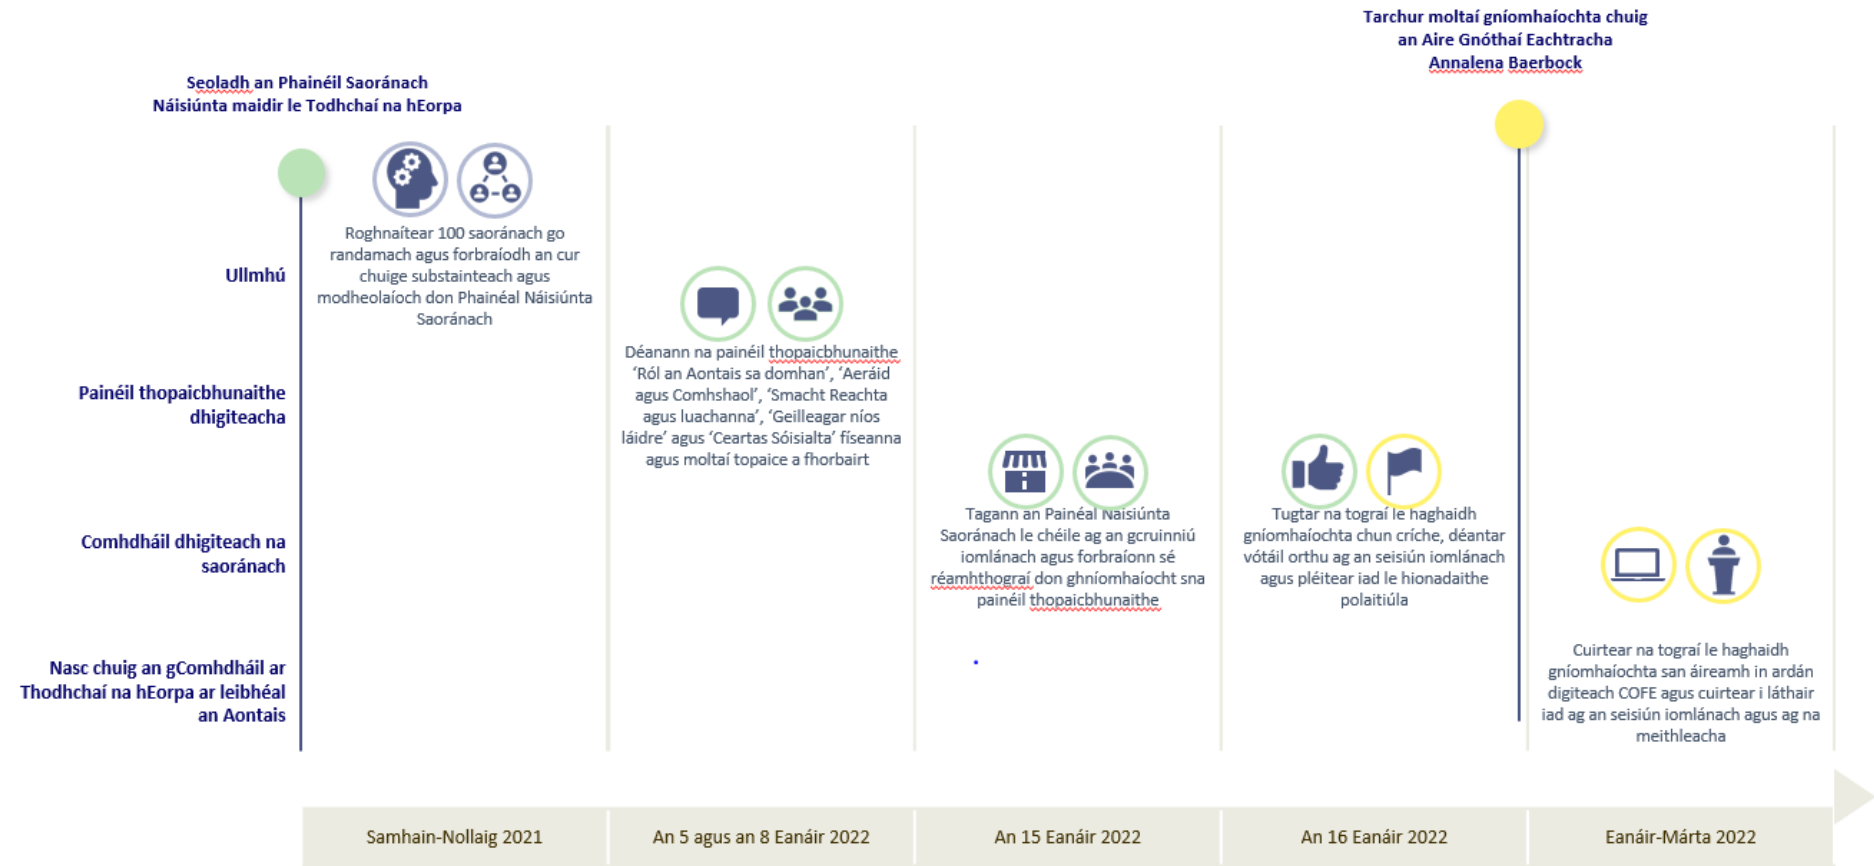 Tarchur moltaí gníomhaíochta chuig
an Aire Gnóthaí Eachtracha
Annalena Baerbock
Seoladh an Phainéil Saoránach
Náisiúnta maidir le Todhchaí na hEorpa
Ullmhú
Roghnaítear 100 saoránach go
randamach agus forbraíodh an cur
chuige substainteach agus
modheolaíoch don Phainéal Náisiúnta
Saoránach
Painéil thopaicbhunaithe
dhigiteacha
Déanann na painéil thopaicbhunaithe
‘Ról an Aontais sa domhan’, ‘Aeráid
agus Comhshaol’, ‘Smacht Reachta
agus luachanna’, ‘Geilleagar níos
láidre’ agus ‘Ceartas Sóisialta’ físeanna
agus moltaí topaice a fhorbairt
Comhdháil dhigiteach na
saoránach
Tagann an Painéal Náisiúnta
Saoránach le chéile ag an gcruinniú
iomlánach agus forbraíonn sé
réamhthograí don ghníomhaíocht sna
painéil thopaicbhunaithe
Tugtar na tograí le haghaidh
gníomhaíochta chun críche, déantar
vótáil orthu ag an seisiún iomlánach
agus pléitear iad le hionadaithe
polaitiúla
Nasc chuig an gComhdháil ar
Thodhchaí na hEorpa ar leibhéal
an Aontais
Cuirtear na tograí le haghaidh
gníomhaíochta san áireamh in ardán
digiteach COFE agus cuirtear i láthair
iad ag an seisiún iomlánach agus ag na
meithleacha
Samhain-Nollaig 2021
An 5 agus an 8 Eanáir 2022
An 15 Eanáir 2022
An 16 Eanáir 2022
Eanáir-Márta 2022